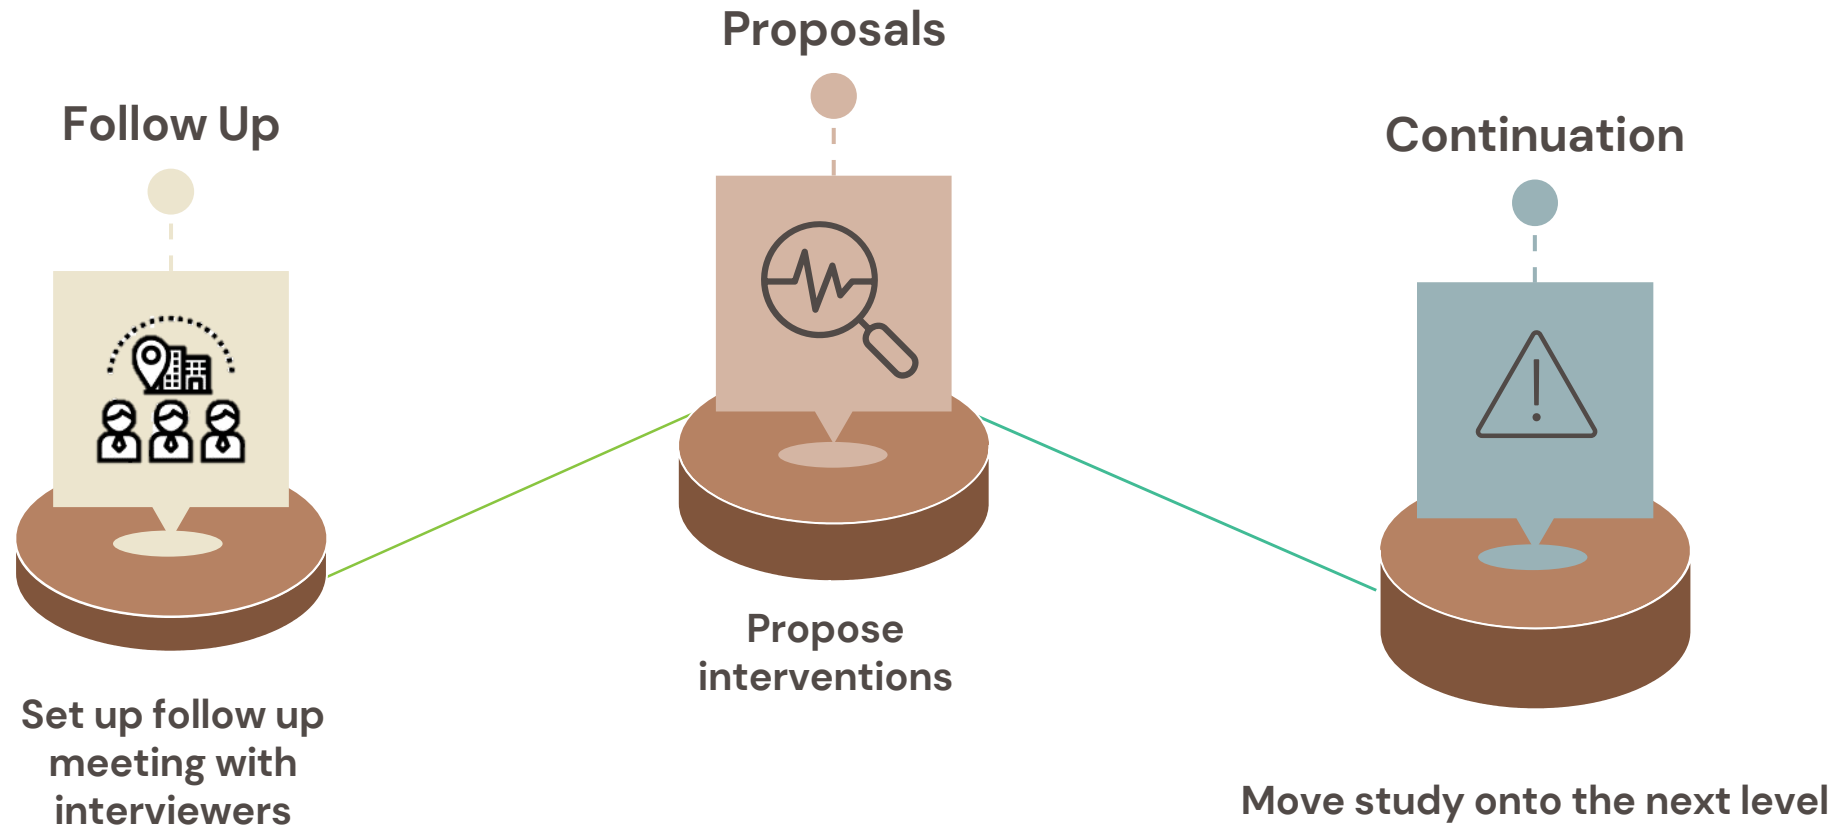 Follow Up
Set up follow up
meeting with
interviewers
Proposals
Propose
interventions
Continuation
Move study onto the next level